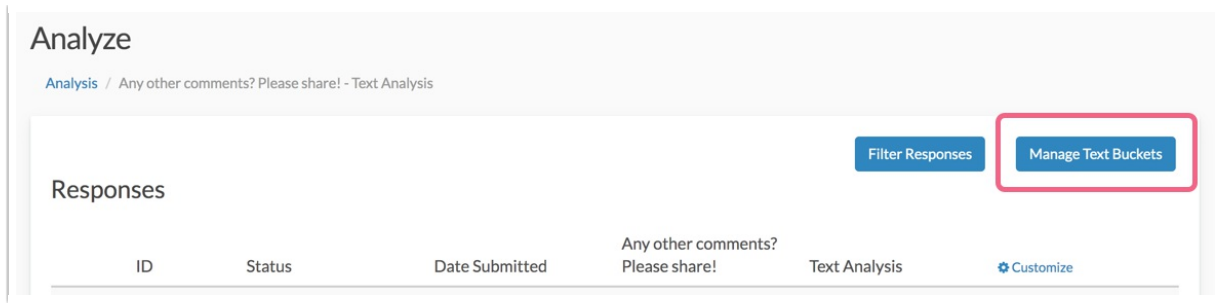 Analyze
Analysis / Any other comments? Please share! - Text Analysis
Filter Responses
Manage Text Buckets
Responses
ID
Status
Date Submitted
Any other comments?
Please share!
Text Analysis
Customize